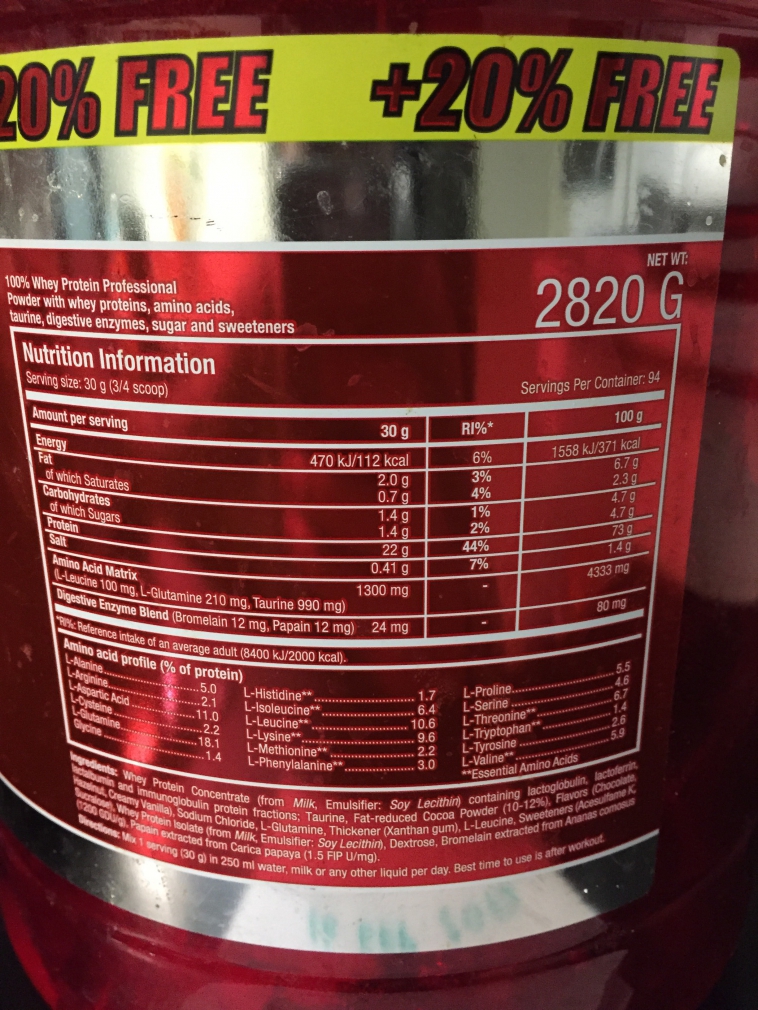 20% FREE +20% FREE
100% Whey Protein Professional
Powder with whey proteins, amino acids,
taurine, digestive enzymes, sugar and sweeteners
NET WT:
2820 G
Nutrition Information
Serving size: 30 g (3/4 scoop) Servings Per Container: 94
Amount per serving 30 g RI%* 100 g
Energy 470 kJ/112 kcal 6% 1558 kJ/371 kcal
Fat 2.0 g 3% 6.7 g
of which Saturates 0.7 g 4% 2.3 g
Carbohydrates 1.4 g 1% 4.7 g
of which Sugars 1.4 g 2% 4.7 g
Protein 22 g 44% 73 g
Salt 0.41 g 7% 1.4 g
Amino Acid Matrix 1300 mg - 4333 mg
(L-Leucine 100 mg, L-Glutamine 210 mg, Taurine 990 mg)
Digestive Enzyme Blend (Bromelain 12 mg, Papain 12 mg) 24 mg - 80 mg
*RI%: Reference intake of an average adult (8400 kJ/2000 kcal).
Amino acid profile (% of protein)
L-Alanine 5.0
L-Arginine 2.1
L-Aspartic Acid 11.0
L-Cysteine 2.2
L-Glutamine 18.1
Glycine 1.4
L-Histidine** 1.7
L-Isoleucine** 6.4
L-Leucine** 10.6
L-Lysine** 9.6
L-Methionine** 2.2
L-Phenylalanine** 3.0
L-Proline 5.5
L-Serine 4.6
L-Threonine** 6.7
L-Tryptophan** 1.4
L-Tyrosine 2.6
L-Valine** 5.9
**Essential Amino Acids
Ingredients: Whey Protein Concentrate (from Milk, Emulsifier: Soy Lecithin) containing lactoglobulin, lactoferrin,
lactalbumin and immunoglobulin protein fractions; Taurine, Fat-reduced Cocoa Powder (10-12%), Flavors (Chocolate,
Hazelnut, Creamy Vanilla), Sodium Chloride, L-Glutamine, Thickener (Xanthan gum), L-Leucine, Sweeteners (Acesulfame K,
Sucralose), Whey Protein Isolate (from Milk, Emulsifier: Soy Lecithin), Dextrose, Bromelain extracted from Ananas comosus
(1200 GDU/g), Papain extracted from Carica papaya (1.5 FIP U/mg).
Directions: Mix 1 serving (30 g) in 250 ml water, milk or any other liquid per day. Best time to use is after workout.